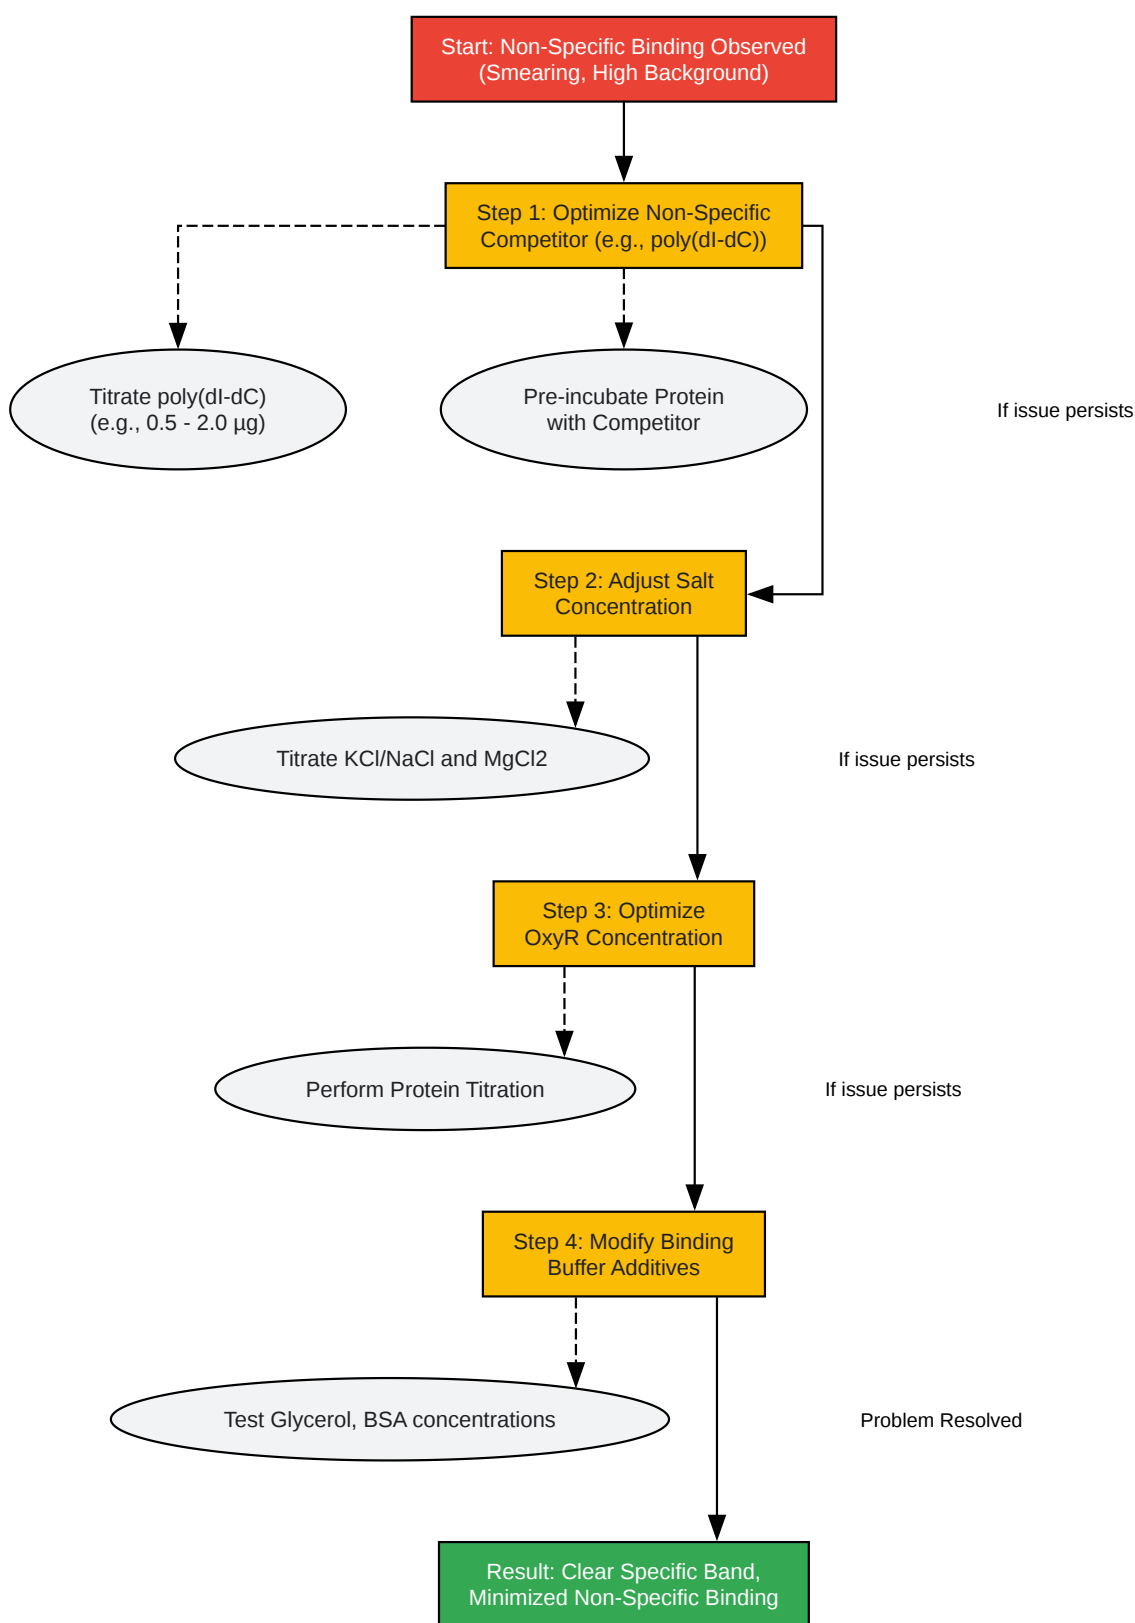 Start: Non-Specific Binding Observed
(Smearing, High Background)
Step 1: Optimize Non-Specific
Competitor (e.g., poly(dI-dC))
Titrate poly(dI-dC)
(e.g., 0.5 - 2.0 µg)
Pre-incubate Protein
with Competitor
If issue persists
Step 2: Adjust Salt
Concentration
Titrate KCl/NaCl and MgCl2
If issue persists
Step 3: Optimize
OxyR Concentration
Perform Protein Titration
If issue persists
Step 4: Modify Binding
Buffer Additives
Test Glycerol, BSA concentrations
Problem Resolved
Result: Clear Specific Band,
Minimized Non-Specific Binding